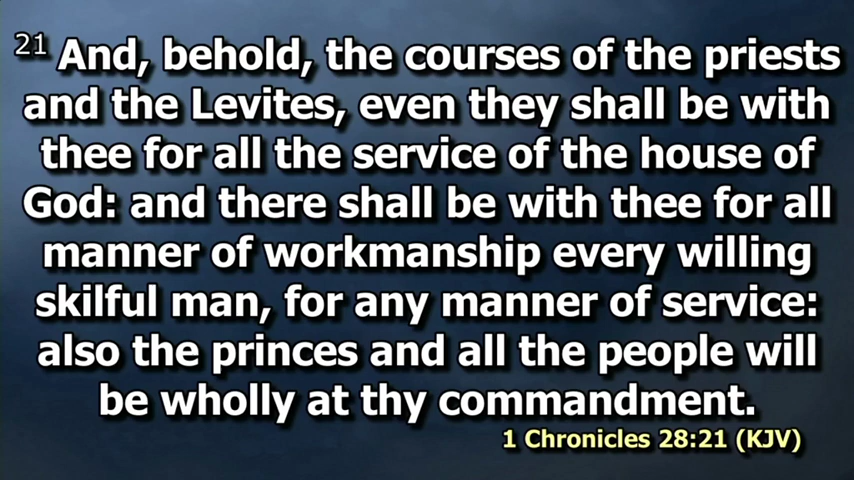 21 And, behold, the courses of the priests
and the Levites, even they shall be with
thee for all the service of the house of
God: and there shall be with thee for all
manner of workmanship every willing
skilful man, for any manner of service:
also the princes and all the people will
be wholly at thy commandment.
1 Chronicles 28:21 (KJV)